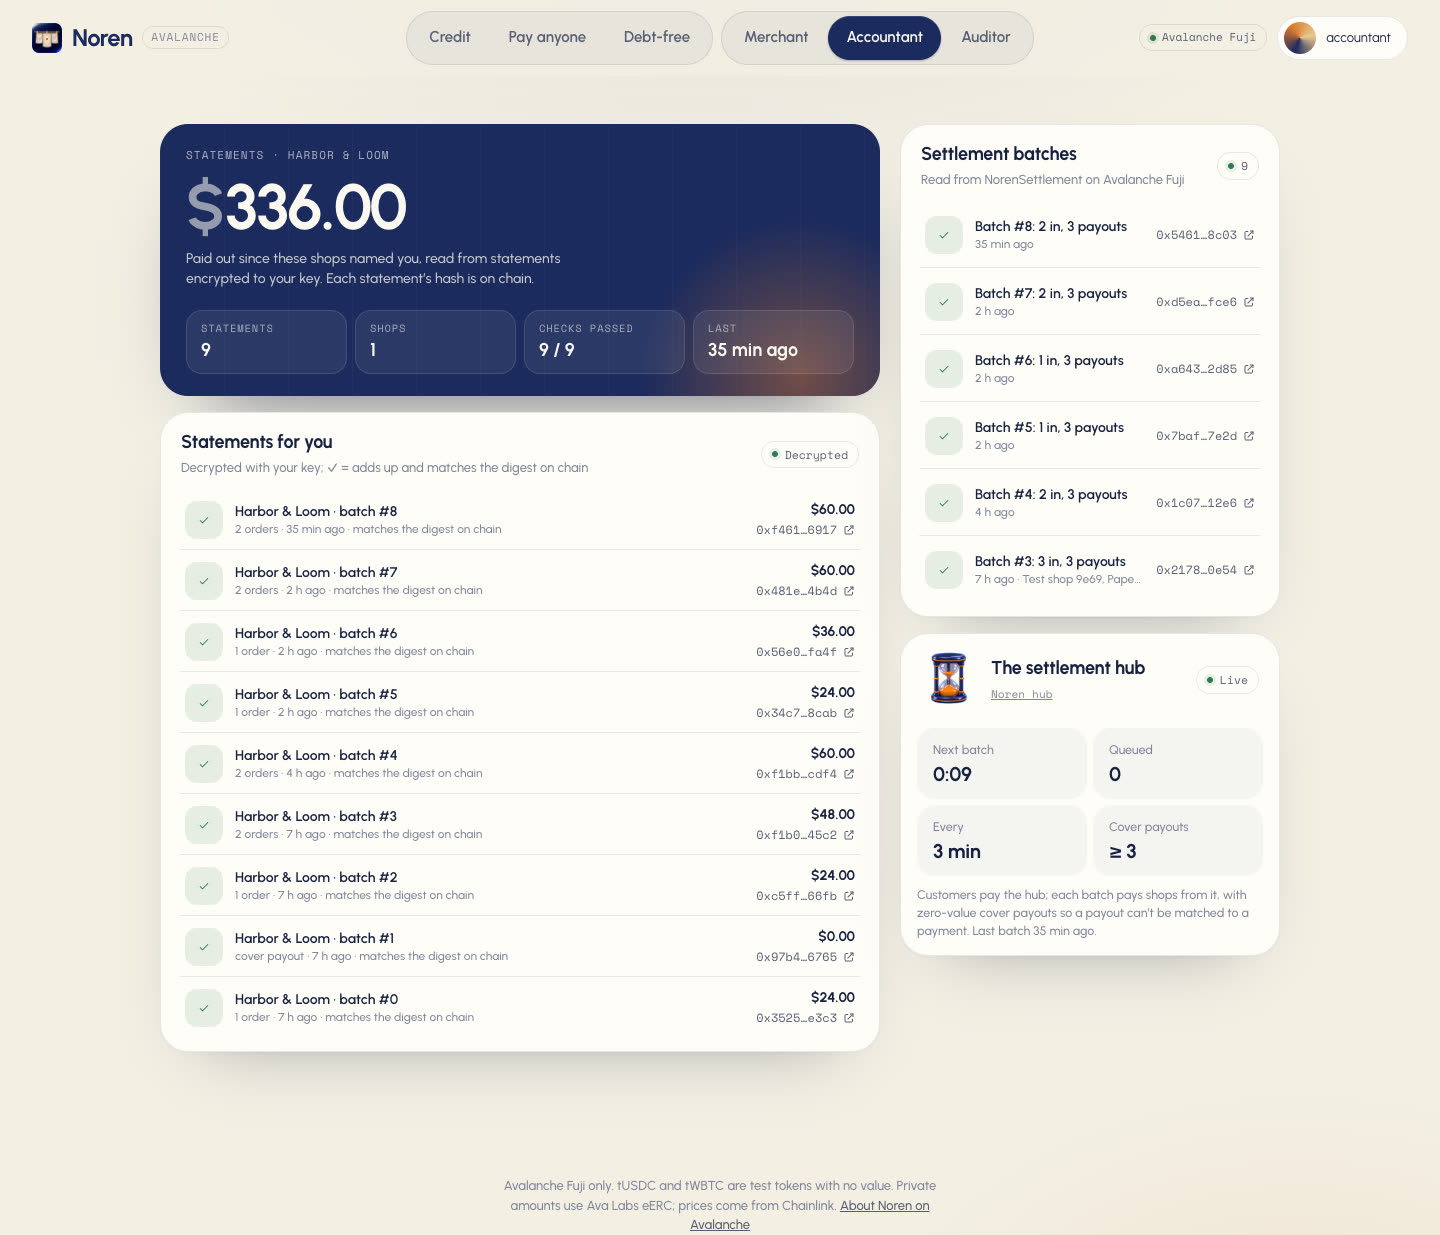 Noren
AVALANCHE
Credit
Pay anyone
Debt-free
Merchant
Accountant
Auditor
Avalanche Fuji
accountant
STATEMENTS · HARBOR & LOOM
$336.00
Paid out since these shops named you, read from statements
encrypted to your key. Each statement's hash is on chain.
STATEMENTS
9
SHOPS
1
CHECKS PASSED
9 / 9
LAST
35 min ago
Statements for you
Decrypted with your key; ✓ = adds up and matches the digest on chain
Decrypted
Harbor & Loom · batch #8
$60.00
2 orders · 35 min ago · matches the digest on chain
0xf461…6917
Harbor & Loom · batch #7
$60.00
2 orders · 2 h ago · matches the digest on chain
0x481e…4b4d
Harbor & Loom · batch #6
$36.00
1 order · 2 h ago · matches the digest on chain
0x56e0…fa4f
Harbor & Loom · batch #5
$24.00
1 order · 2 h ago · matches the digest on chain
0x34c7…8cab
Harbor & Loom · batch #4
$60.00
2 orders · 4 h ago · matches the digest on chain
0xf1bb…cdf4
Harbor & Loom · batch #3
$48.00
2 orders · 7 h ago · matches the digest on chain
0xf1b0…45c2
Harbor & Loom · batch #2
$24.00
1 order · 7 h ago · matches the digest on chain
0xc5ff…66fb
Harbor & Loom · batch #1
$0.00
cover payout · 7 h ago · matches the digest on chain
0x97b4…6765
Harbor & Loom · batch #0
$24.00
1 order · 7 h ago · matches the digest on chain
0x3525…e3c3
Settlement batches
Read from NorenSettlement on Avalanche Fuji
9
Batch #8: 2 in, 3 payouts
35 min ago
0x5461…8c03
Batch #7: 2 in, 3 payouts
2 h ago
0xd5ea…fce6
Batch #6: 1 in, 3 payouts
2 h ago
0xa643…2d85
Batch #5: 1 in, 3 payouts
2 h ago
0x7baf…7e2d
Batch #4: 2 in, 3 payouts
4 h ago
0x1c07…12e6
Batch #3: 3 in, 3 payouts
7 h ago · Test shop 9e69, Pape…
0x2178…0e54
The settlement hub
Noren hub
Live
Next batch
0:09
Queued
0
Every
3 min
Cover payouts
≥ 3
Customers pay the hub; each batch pays shops from it, with
zero-value cover payouts so a payout can't be matched to a
payment. Last batch 35 min ago.
Avalanche Fuji only. tUSDC and tWBTC are test tokens with no value. Private
amounts use Ava Labs eERC; prices come from Chainlink. About Noren on
Avalanche